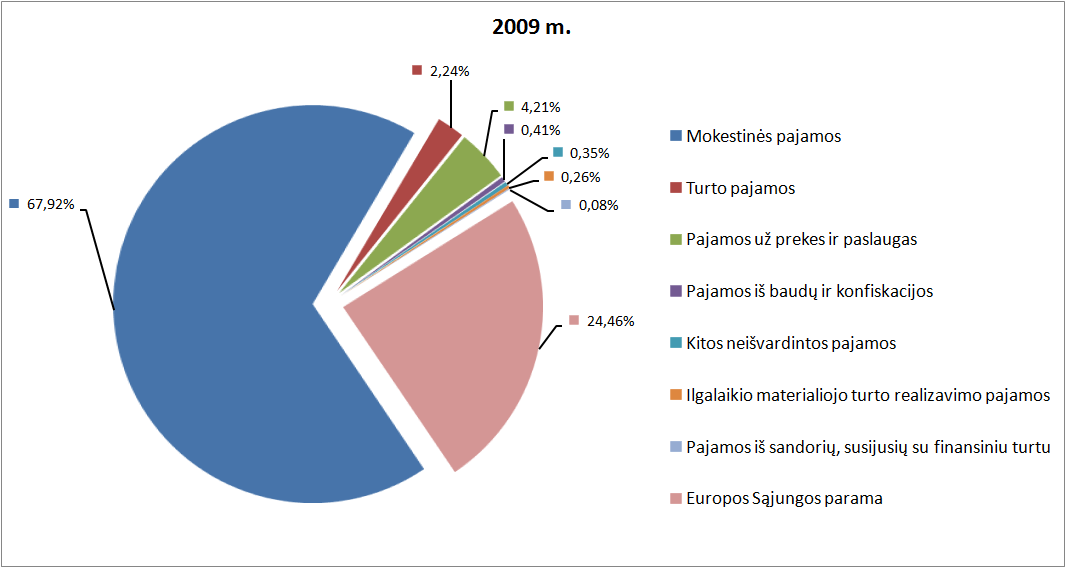 2009 m.
2,24%
4,21%
0,41%
0,35%
0,26%
0,08%
67,92%
24,46%
Mokestinės pajamos
Turto pajamos
Pajamos už prekes ir paslaugas
Pajamos iš baudų ir konfiskacijos
Kitos neišvardintos pajamos
Ilgalaikio materialiojo turto realizavimo pajamos
Pajamos iš sandorių, susijusių su finansiniu turtu
Europos Sąjungos parama